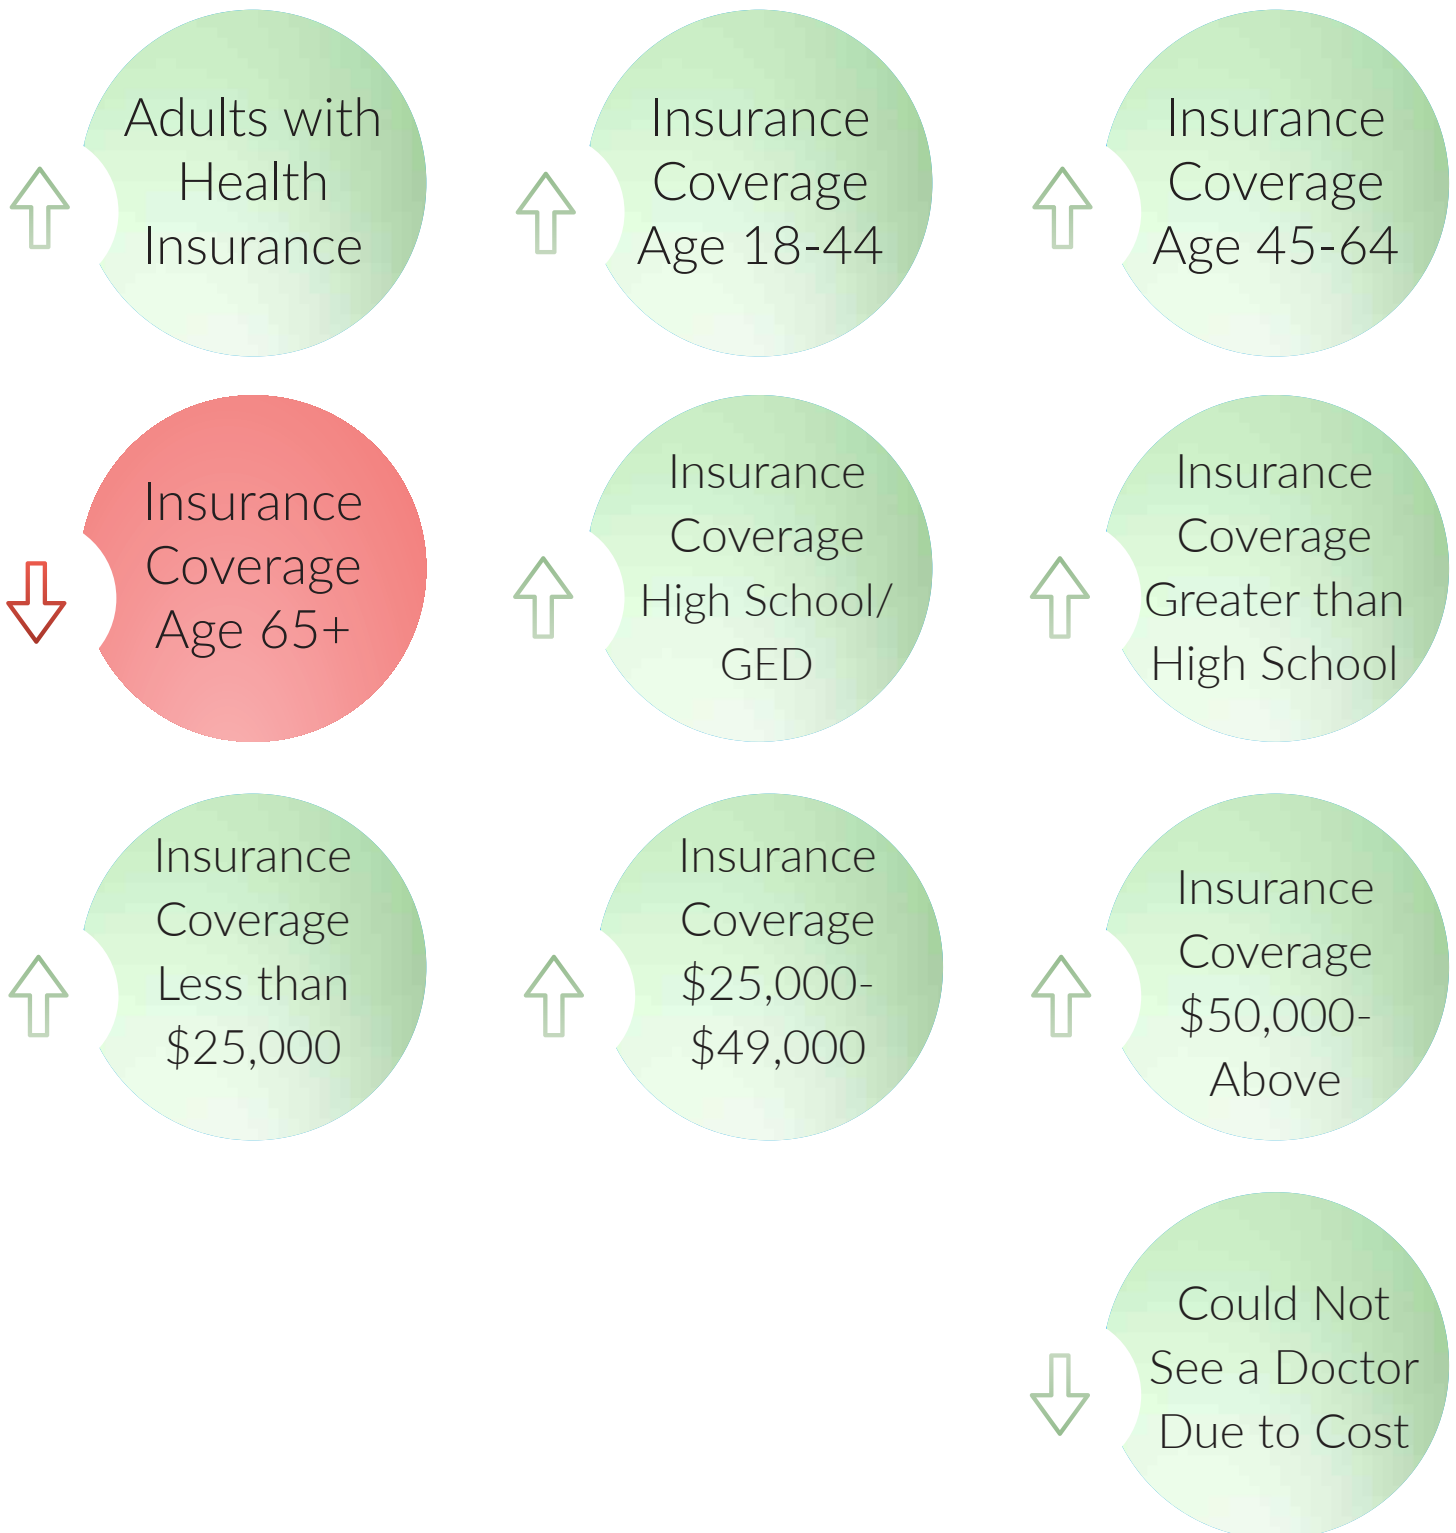 Adults with
Health
Insurance
Insurance
Coverage
Age 18-44
Insurance
Coverage
Age 45-64
Insurance
Coverage
Age 65+
Insurance
Coverage
High School/
GED
Insurance
Coverage
Greater than
High School
Insurance
Coverage
Less than
$25,000
Insurance
Coverage
$25,000-
$49,000
Insurance
Coverage
$50,000-
Above
Could Not
See a Doctor
Due to Cost